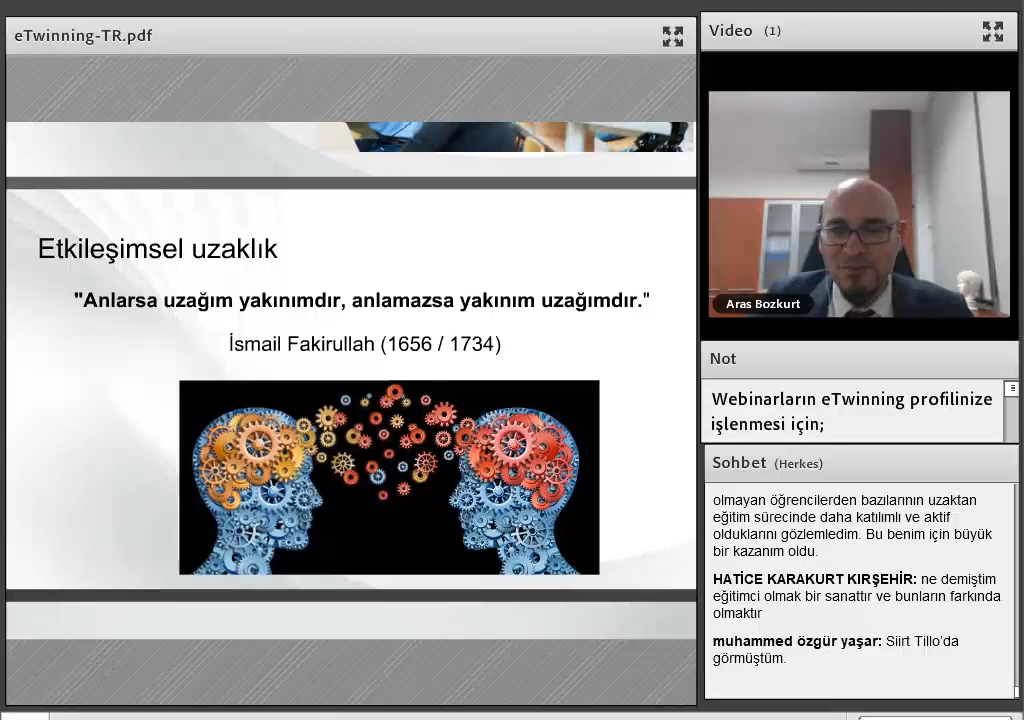 eTwinning-TR.pdf
Etkileşimsel uzaklık
"Anlarsa uzağım yakınımdır, anlamazsa yakınım uzağımdır."
İsmail Fakirullah (1656 / 1734)
Video (1)
Aras Bozkurt
Not
Webinarların eTwinning profilinize
işlenmesi için;
Sohbet (Herkes)
olmayan öğrencilerden bazılarının uzaktan
eğitim sürecinde daha katılımlı ve aktif
olduklarını gözlemledim. Bu benim için büyük
bir kazanım oldu.
HATİCE KARAKURT KIRŞEHİR: ne demiştim
eğitimci olmak bir sanattır ve bunların farkında
olmaktır
muhammed özgür yaşar: Siirt Tillo'da
görmüştüm.